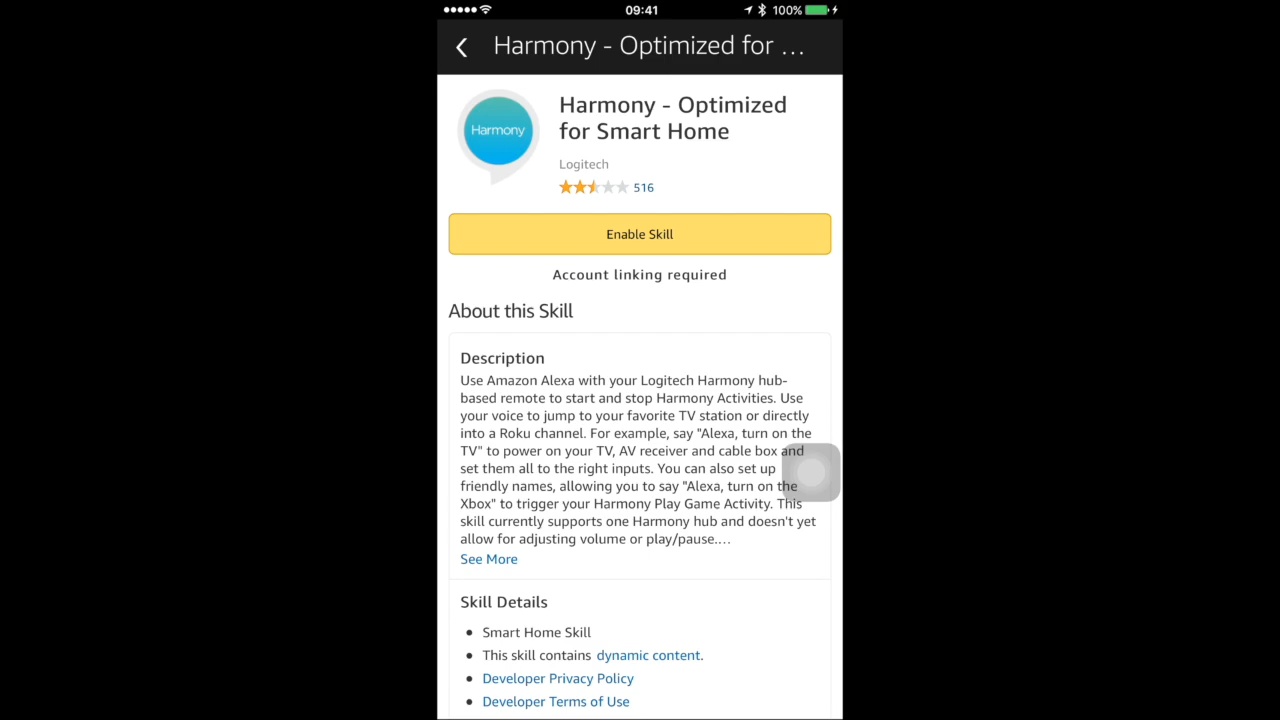 09:41
100%
Harmony - Optimized for ...
Harmony
Harmony - Optimized
for Smart Home
Logitech
516
Enable Skill
Account linking required
About this Skill
Description
Use Amazon Alexa with your Logitech Harmony hub-
based remote to start and stop Harmony Activities. Use
your voice to jump to your favorite TV station or directly
into a Roku channel. For example, say "Alexa, turn on the
TV" to power on your TV, AV receiver and cable box and
set them all to the right inputs. You can also set up
friendly names, allowing you to say "Alexa, turn on the
Xbox" to trigger your Harmony Play Game Activity. This
skill currently supports one Harmony hub and doesn't yet
allow for adjusting volume or play/pause....
See More
Skill Details
• Smart Home Skill
• This skill contains dynamic content.
• Developer Privacy Policy
• Developer Terms of Use